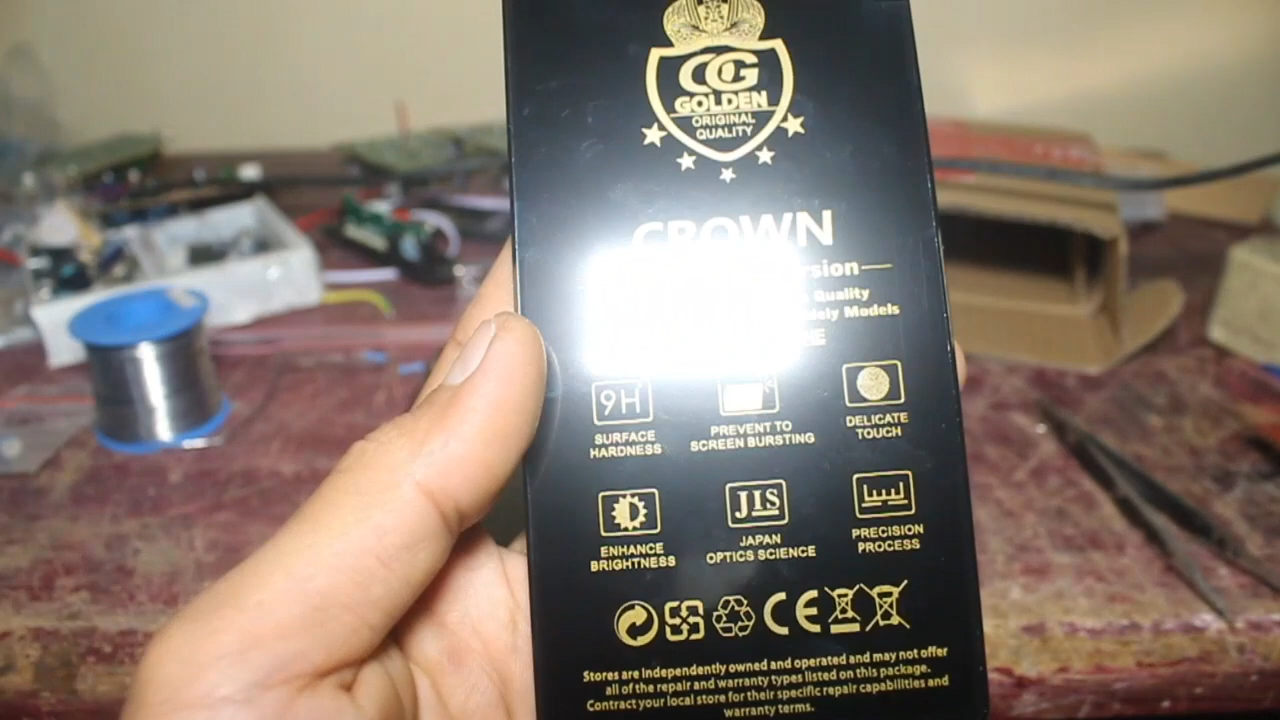 CG
GOLDEN
ORIGINAL
QUALITY
CROWN
Quality
Models
9H
SURFACE
HARDNESS
PREVENT TO
SCREEN BURSTING
DELICATE
TOUCH
ENHANCE
BRIGHTNESS
JIS
JAPAN
OPTICS SCIENCE
PRECISION
PROCESS
CE
Stores are Independently owned and operated and may not offer
all of the repair and warranty types listed on this package.
Contract your local store for their specific repair capabilities and
warranty terms.